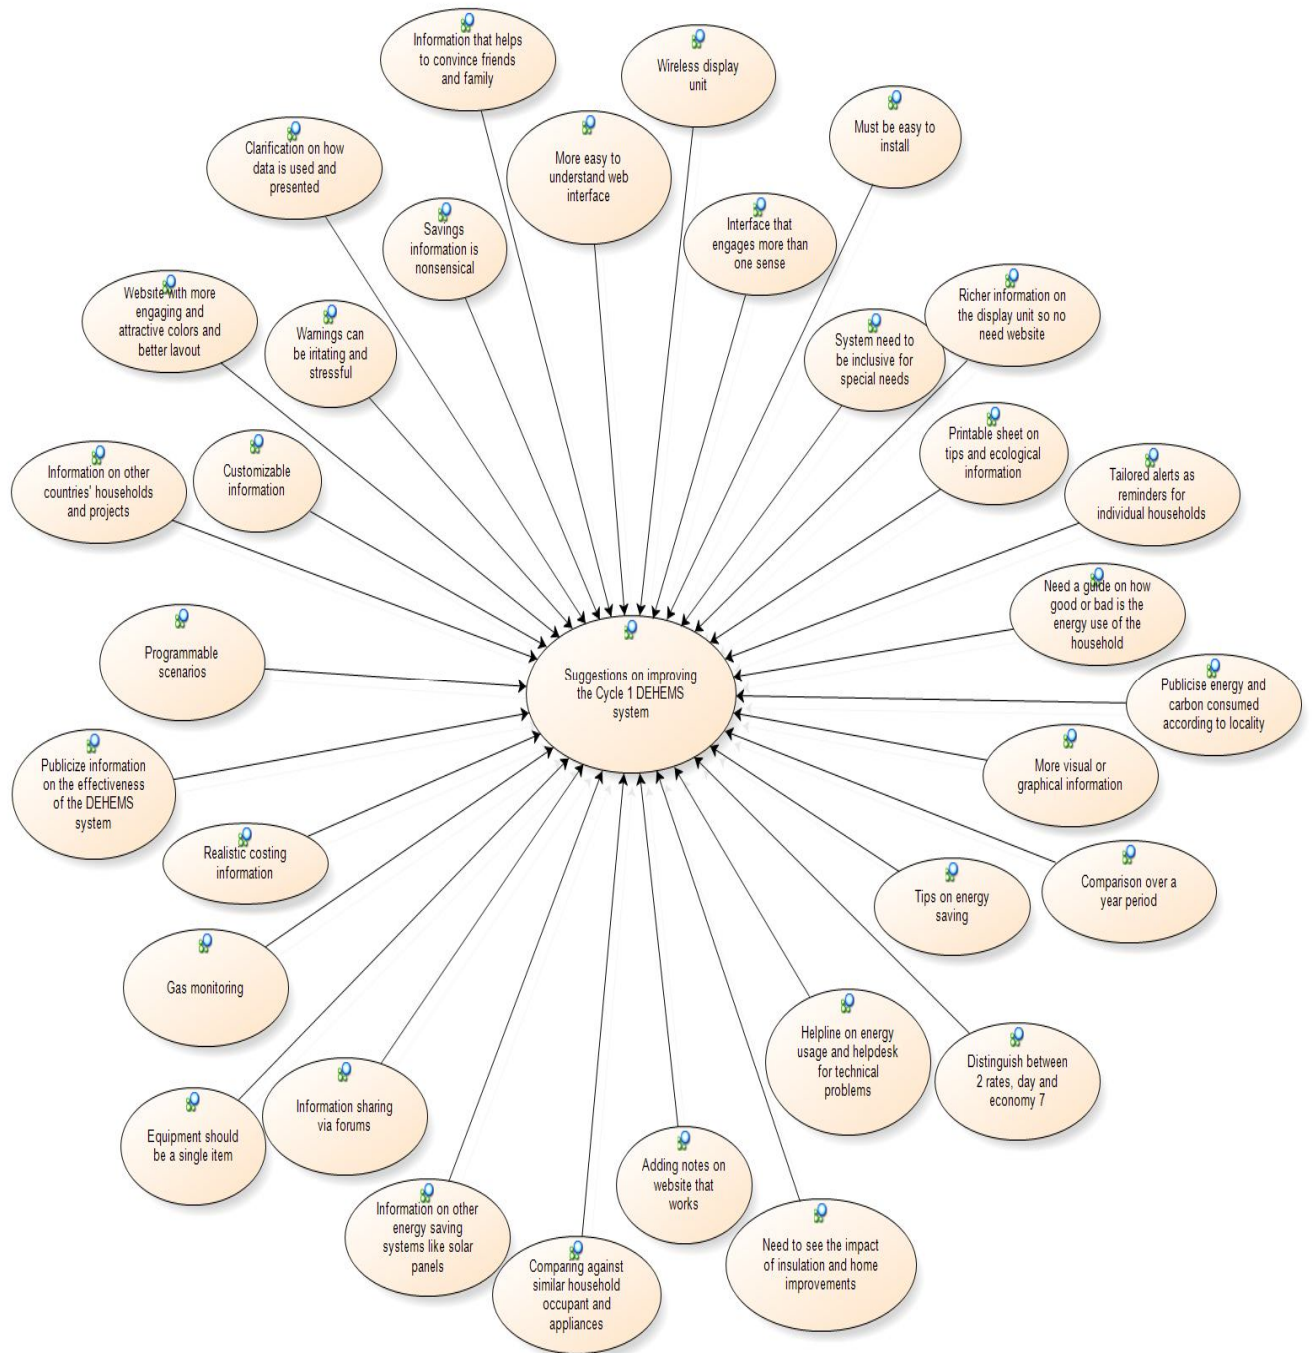 Information that helps
to convince friends
and family
Wireless display
unit
Must be easy to
install
Clarification on how
data is used and
presented
More easy to
understand web
interface
Savings
information is
nonsensical
Interface that
engages more than
one sense
Website with more
engaging and
attractive colors and
better layout
Warnings can
be iritating and
stressful
System need to
be inclusive for
special needs
Richer information on
the display unit so no
need website
Information on other
countries' households
and projects
Customizable
information
Printable sheet on
tips and ecological
information
Tailored alerts as
reminders for
individual households
Need a guide on how
good or bad is the
energy use of the
household
Programmable
scenarios
Suggestions on improving
the Cycle 1 DEHEMS
system
Publicise energy and
carbon consumed
according to locality
Publicize information
on the effectiveness
of the DEHEMS
system
More visual or
graphical information
Realistic costing
information
Tips on energy
saving
Comparison over a
year period
Gas monitoring
Helpline on energy
usage and helpdesk
for technical
problems
Distinguish between
2 rates, day and
economy 7
Equipment should
be a single item
Information sharing
via forums
Information on other
energy saving
systems like solar
panels
Adding notes on
website that
works
Comparing against
similar household
occupant and
appliances
Need to see the impact
of insulation and home
improvements